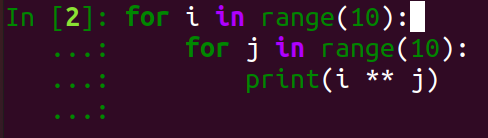 In [2]: for i in range(10):
   ...:     for j in range(10):
   ...:         print(i ** j)
   ...: